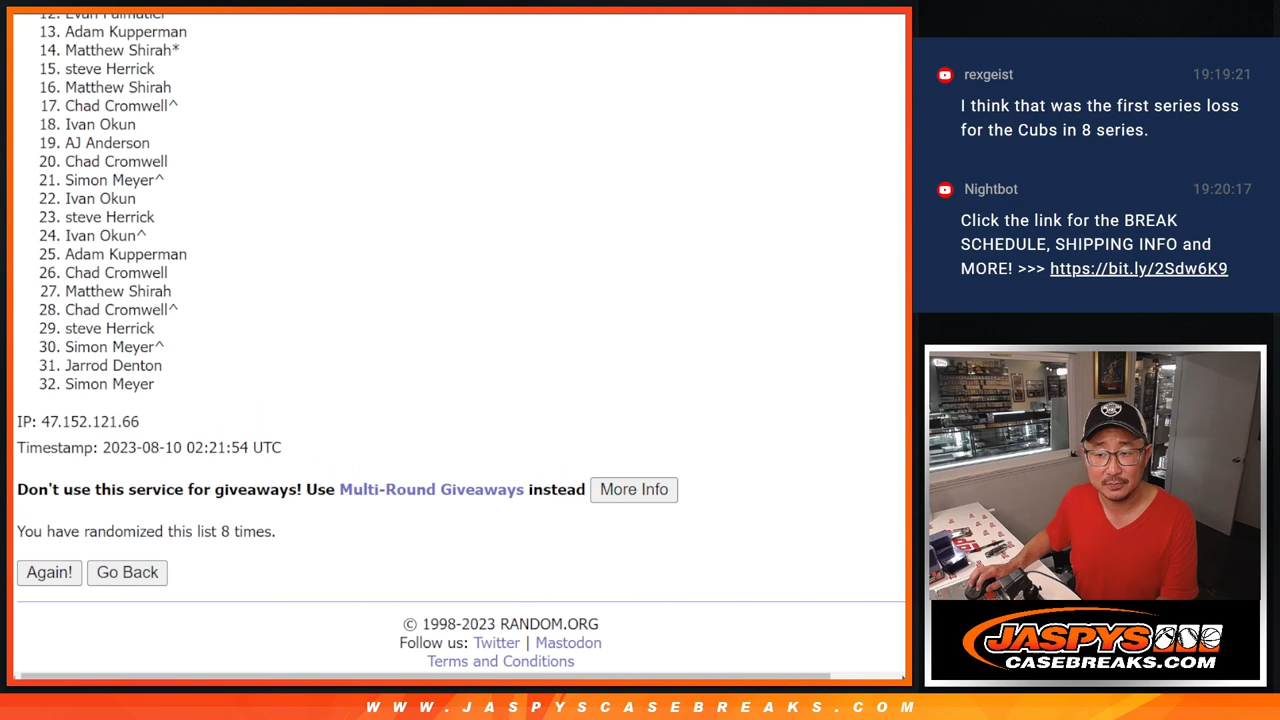 12. Evan Palmatier
13. Adam Kupperman
14. Matthew Shirah*
15. steve Herrick
16. Matthew Shirah
17. Chad Cromwell^
18. Ivan Okun
19. AJ Anderson
20. Chad Cromwell
21. Simon Meyer^
22. Ivan Okun
23. steve Herrick
24. Ivan Okun^
25. Adam Kupperman
26. Chad Cromwell
27. Matthew Shirah
28. Chad Cromwell^
29. steve Herrick
30. Simon Meyer^
31. Jarrod Denton
32. Simon Meyer
IP: 47.152.121.66
Timestamp: 2023-08-10 02:21:54 UTC
Don't use this service for giveaways! Use Multi-Round Giveaways instead More Info
You have randomized this list 8 times.
Again! Go Back
© 1998-2023 RANDOM.ORG
Follow us: Twitter | Mastodon
Terms and Conditions
rexgeist 19:19:21
I think that was the first series loss
for the Cubs in 8 series.
Nightbot 19:20:17
Click the link for the BREAK
SCHEDULE, SHIPPING INFO and
MORE! >>> https://bit.ly/2Sdw6K9
JASPYS
CASEBREAKS.COM
WWW.JASPYSCASEBREAKS.COM